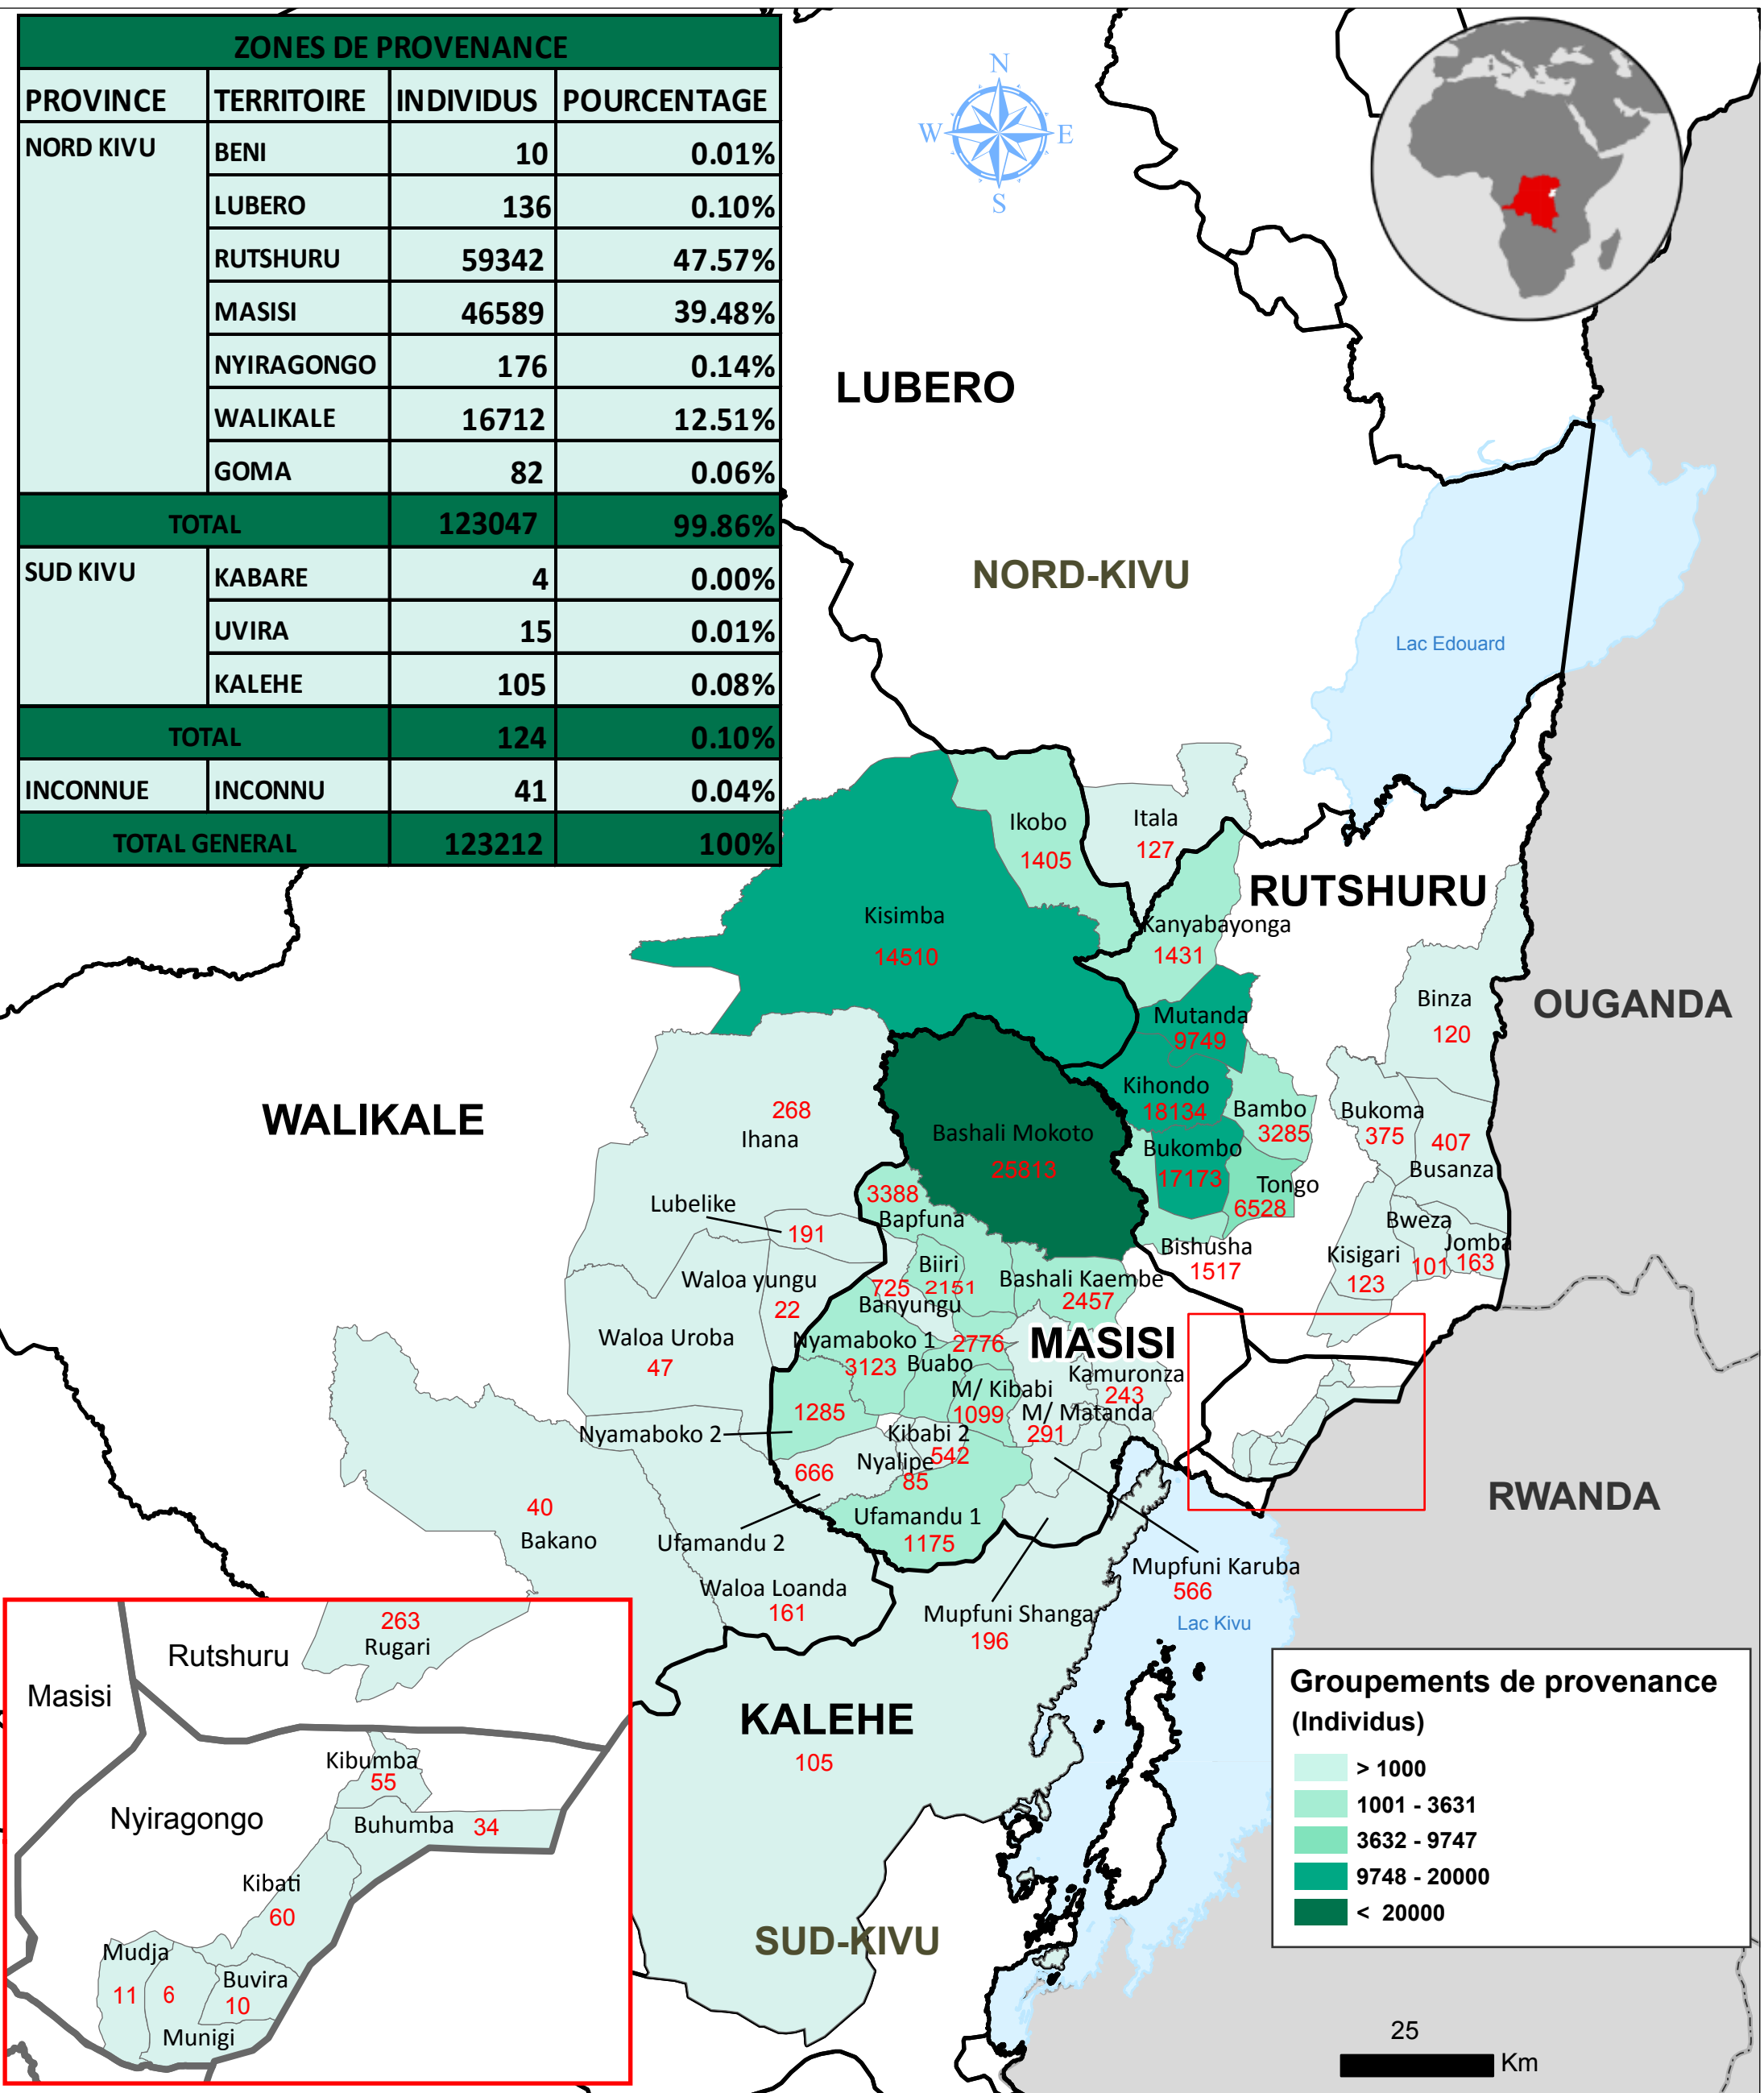 ZONES DE PROVENANCE
PROVINCE TERRITOIRE INDIVIDUS POURCENTAGE
NORD KIVU BENI 10 0.01%
LUBERO 136 0.10%
RUTSHURU 59342 47.57%
MASISI 46589 39.48%
NYIRAGONGO 176 0.14%
WALIKALE 16712 12.51%
GOMA 82 0.06%
TOTAL 123047 99.86%
SUD KIVU KABARE 4 0.00%
UVIRA 15 0.01%
KALEHE 105 0.08%
TOTAL 124 0.10%
INCONNUE INCONNU 41 0.04%
TOTAL GENERAL 123212 100%
N
W E
S
LUBERO
NORD-KIVU
Lac Edouard
Ikobo
1405
Itala
127
RUTSHURU
Kisimba
14510
Kanyabayonga
1431
Binza
120
OUGANDA
Mutanda
9749
WALIKALE
268
Ihana
Bashali Mokoto
25813
Kihondo
18134
Bambo
3285
Bukoma
375
407
Busanza
Bukombo
17173
Tongo
6528
3388
Bapfuna
Lubelike
191
Bishusha
1517
Bweza
101
Jomba
163
Kisigari
123
Waloa yungu
22
725
Banyungu
Biiri
2151
Bashali Kaembe
2457
Waloa Uroba
47
Nyamaboko 1
3123
2776
Buabo
MASISI
Kamuronza
243
M/ Kibabi
1099
M/ Matanda
291
1285
Nyamaboko 2
Kibabi 2
542
Nyalipe
85
666
Ufamandu 2
Ufamandu 1
1175
RWANDA
40
Bakano
Waloa Loanda
161
Mupfuni Karuba
566
Mupfuni Shanga
196
Lac Kivu
KALEHE
105
SUD-KIVU
263
Rugari
Rutshuru
Masisi
Kibumba
55
Nyiragongo
Buhumba 34
Kibati
60
Mudja
11
6
Munigi
Buvira
10
Groupements de provenance
(Individus)
> 1000
1001 - 3631
3632 - 9747
9748 - 20000
< 20000
25
Km